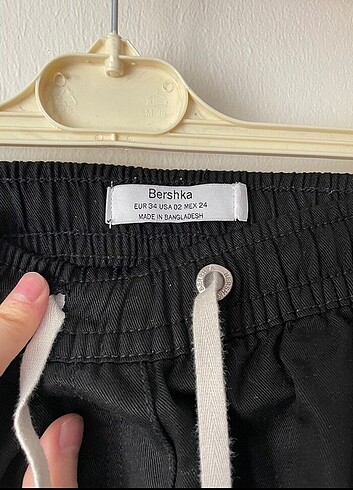 Bershka
EUR 34 USA 02 MEX 24
MADE IN BANGLADESH